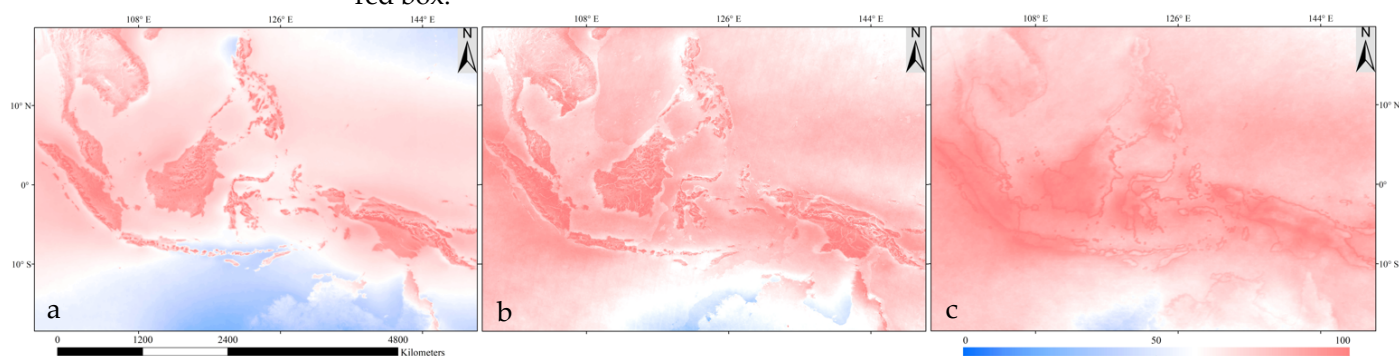 red box.
108° E 126° E 144° E 108° E 126° E 144° E 108° E 126° E 144° E
N N N
10° N 10° N
0° 0°
10° S 10° S
a b c
0 1200 2400 4800 Kilometers 0 50 100